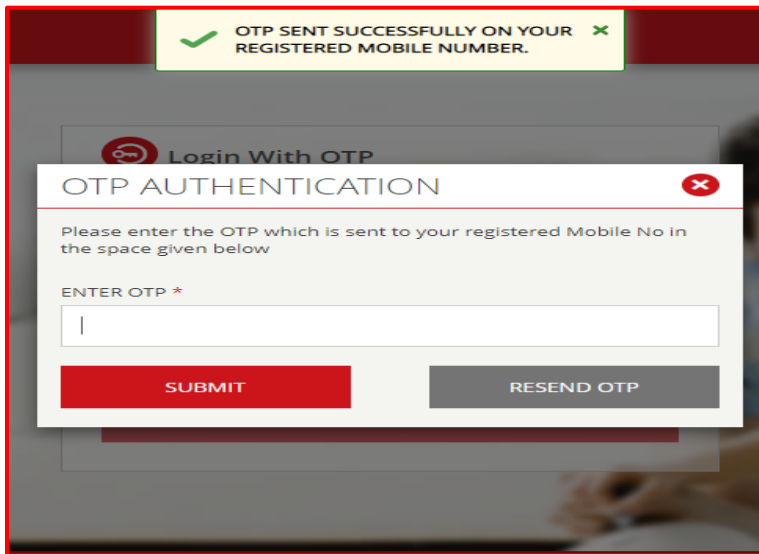 OTP SENT SUCCESSFULLY ON YOUR
REGISTERED MOBILE NUMBER.
Login With OTP
OTP AUTHENTICATION
Please enter the OTP which is sent to your registered Mobile No in
the space given below
ENTER OTP *
SUBMIT
RESEND OTP